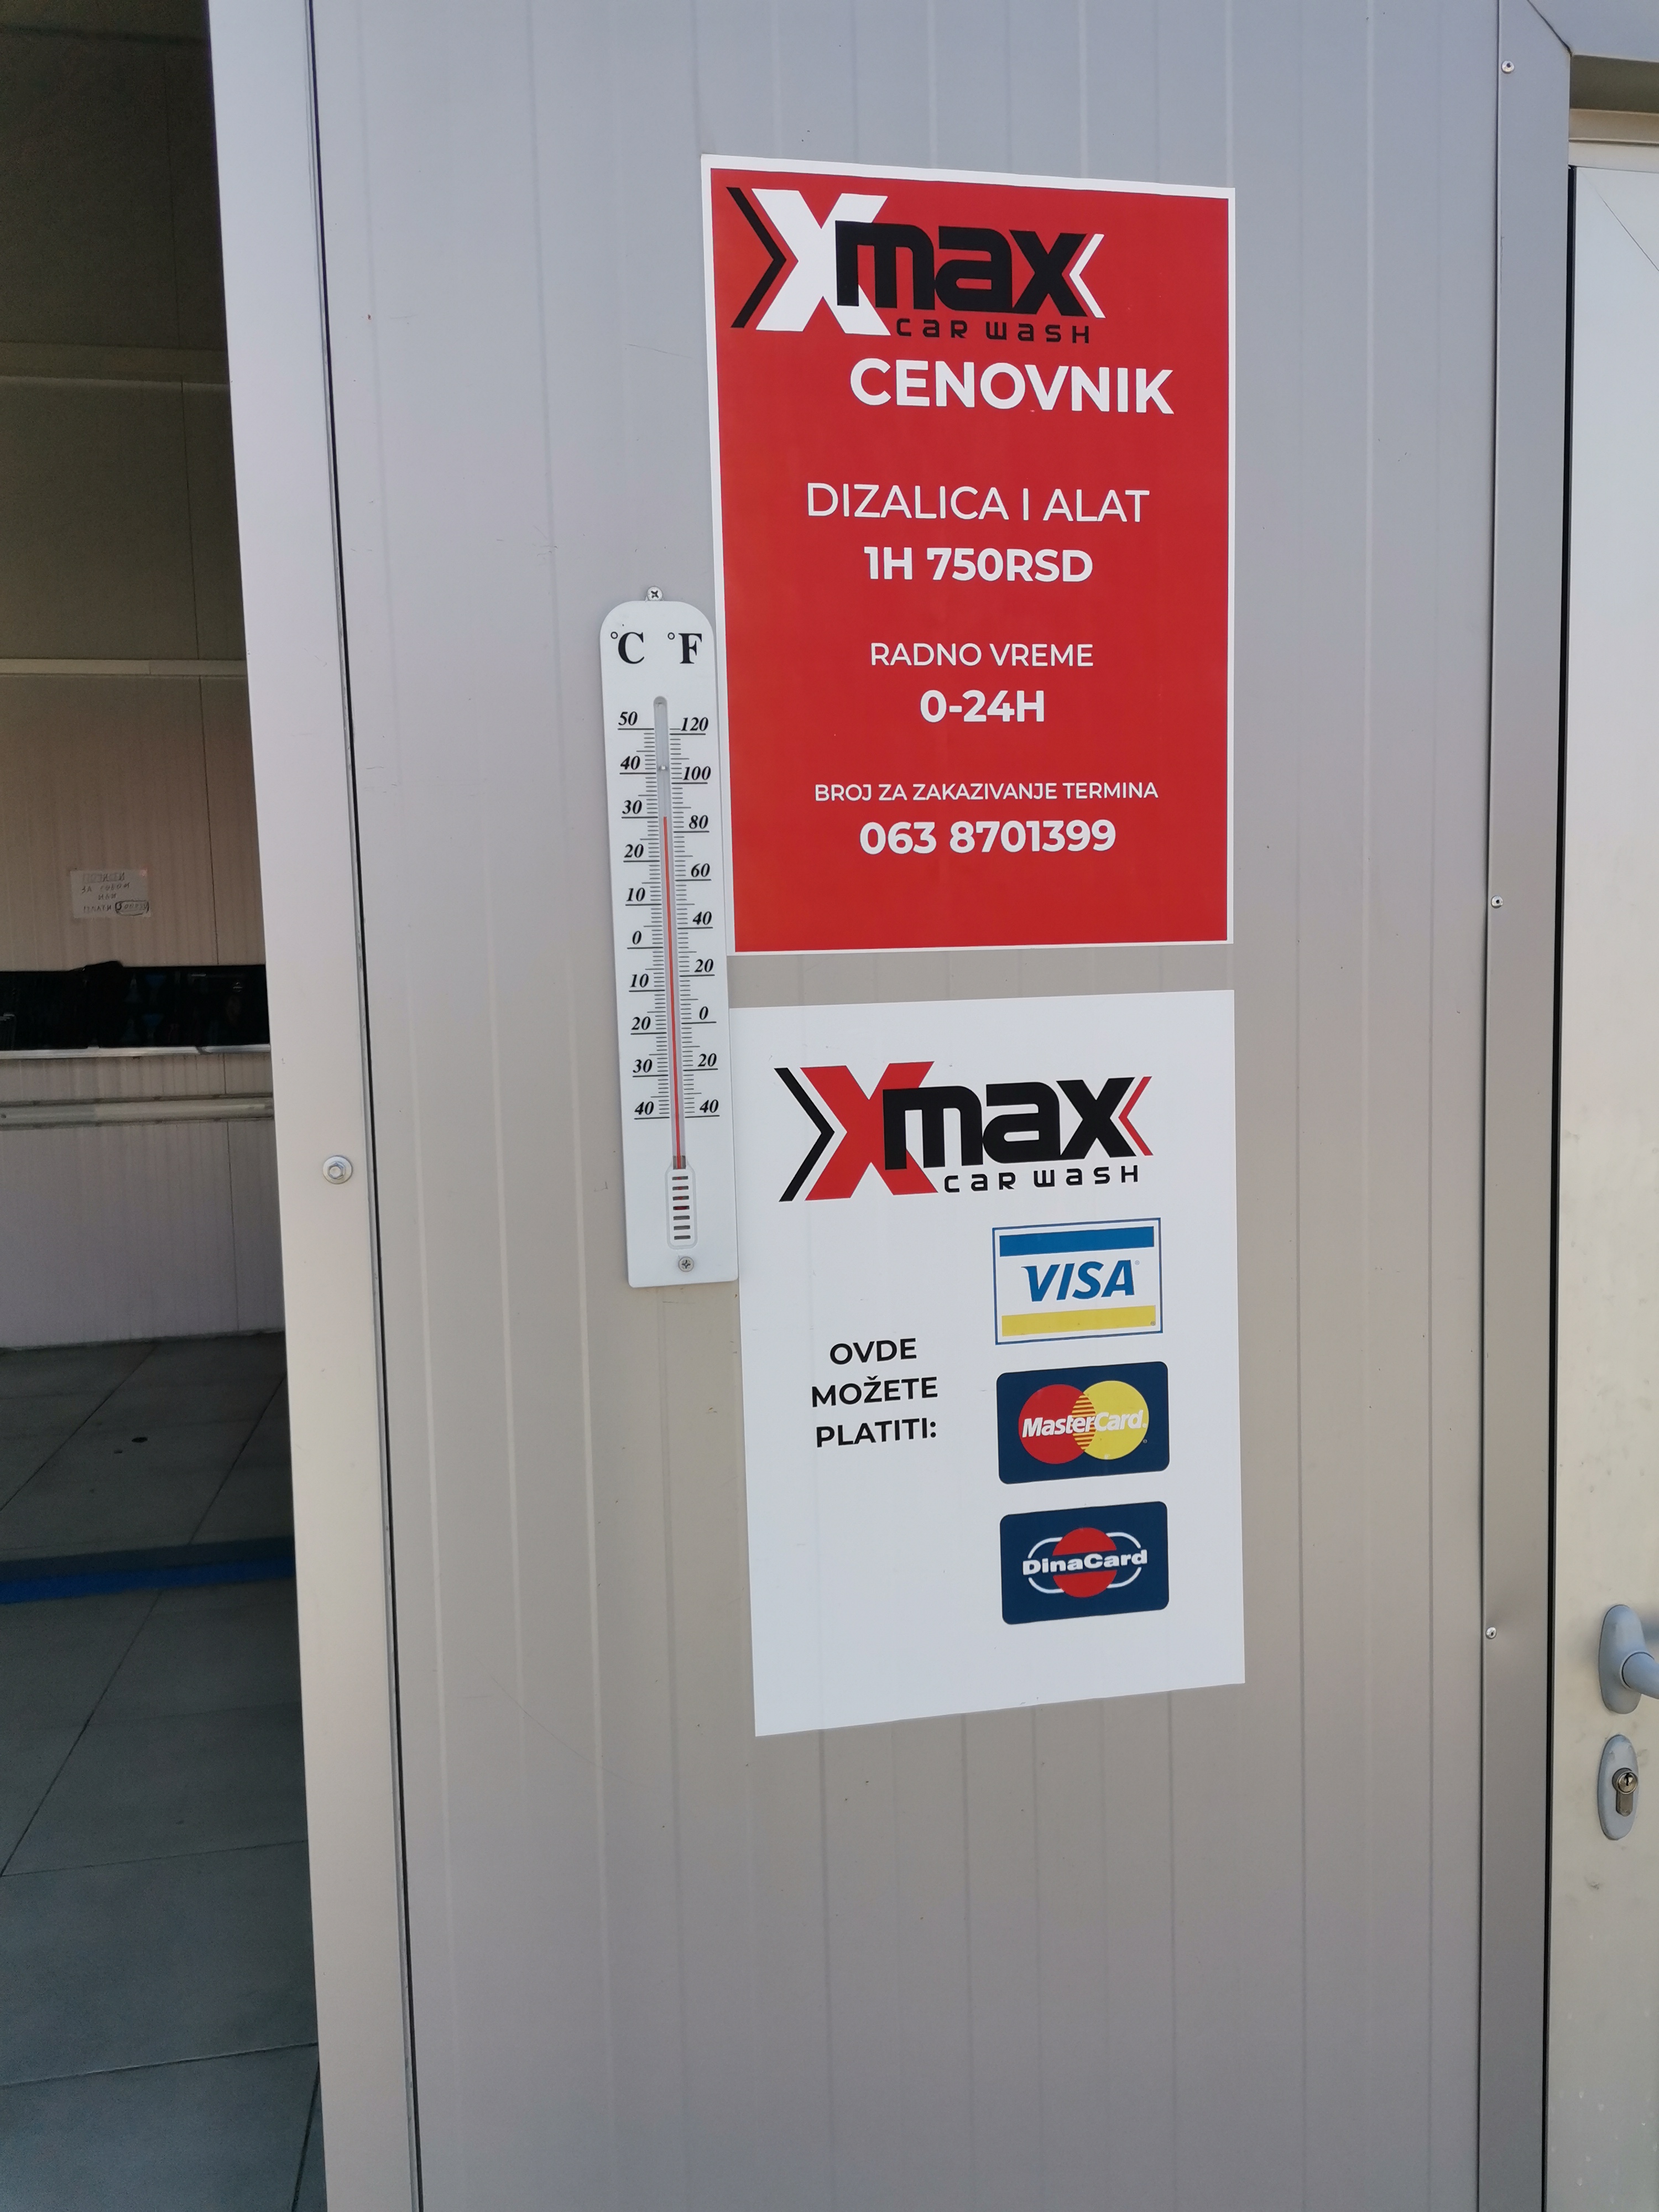 Xmax
CAR WASH
CENOVNIK
DIZALICA I ALAT
1H 750RSD
RADNO VREME
0-24H
BROJ ZA ZAKAZIVANJE TERMINA
063 8701399
°C °F
50 120
40 100
30 80
20 60
10 40
0 20
10 0
20 20
30 40
40
Xmax
CAR WASH
OVDE
MOŽETE
PLATITI:
VISA
MasterCard
DinaCard